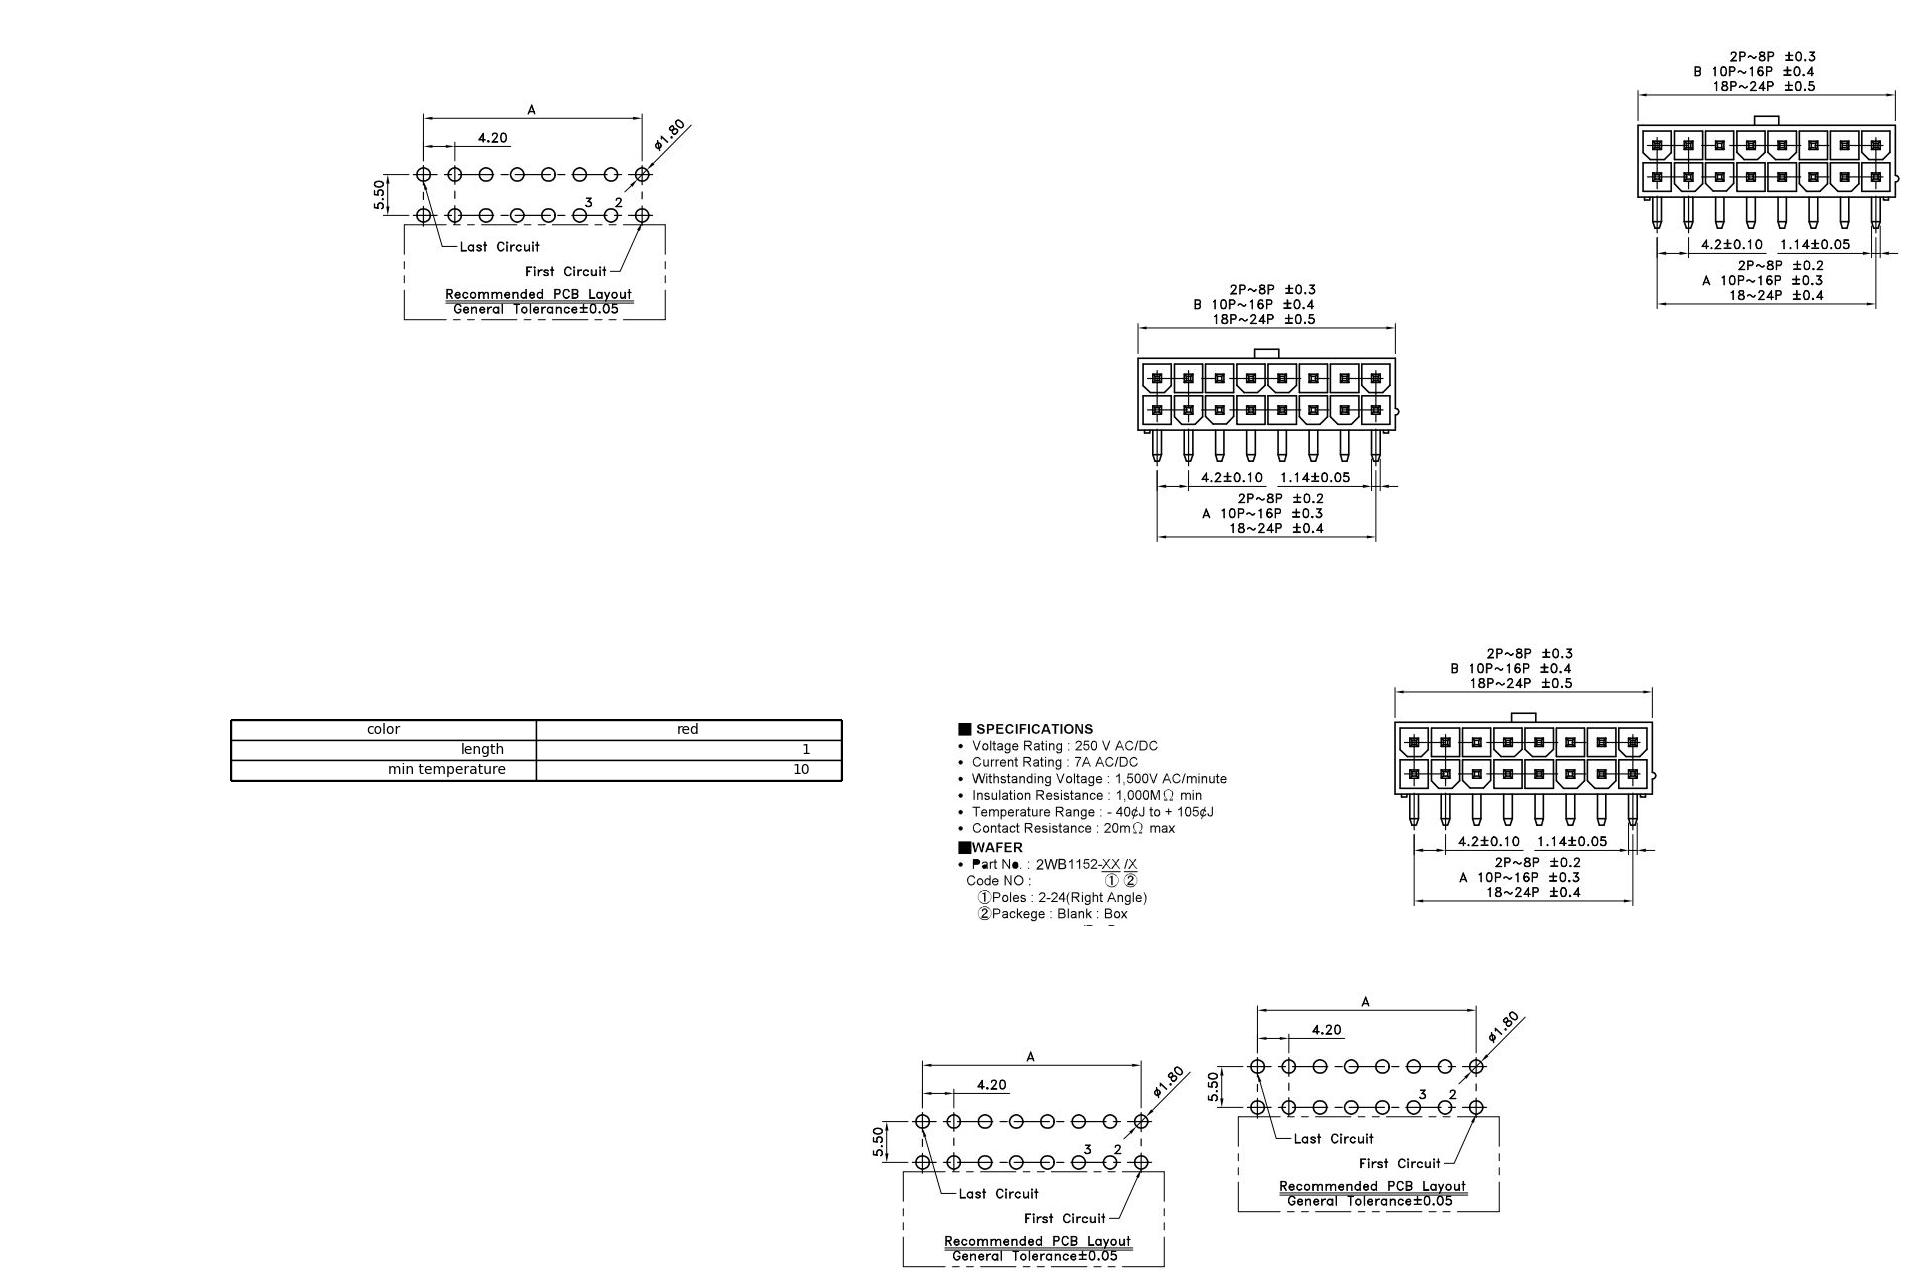 2P~8P ±0.3
B 10P~16P ±0.4
18P~24P ±0.5
4.2±0.10 1.14±0.05
2P~8P ±0.2
A 10P~16P ±0.3
18~24P ±0.4
A
4.20
ø1.80
5.50
3 2
Last Circuit
First Circuit
Recommended PCB Layout
General Tolerance±0.05
2P~8P ±0.3
B 10P~16P ±0.4
18P~24P ±0.5
4.2±0.10 1.14±0.05
2P~8P ±0.2
A 10P~16P ±0.3
18~24P ±0.4
2P~8P ±0.3
B 10P~16P ±0.4
18P~24P ±0.5
4.2±0.10 1.14±0.05
2P~8P ±0.2
A 10P~16P ±0.3
18~24P ±0.4
color red
length 1
min temperature 10
■ SPECIFICATIONS
• Voltage Rating : 250 V AC/DC
• Current Rating : 7A AC/DC
• Withstanding Voltage : 1,500V AC/minute
• Insulation Resistance : 1,000MΩ min
• Temperature Range : - 40¢J to + 105¢J
• Contact Resistance : 20mΩ max
■WAFER
• Part No. : 2WB1152-XX /X
Code NO : ① ②
①Poles : 2-24(Right Angle)
②Packege : Blank : Box
A
4.20
ø1.80
5.50
3 2
Last Circuit
First Circuit
Recommended PCB Layout
General Tolerance±0.05
A
4.20
ø1.80
5.50
3 2
Last Circuit
First Circuit
Recommended PCB Layout
General Tolerance±0.05